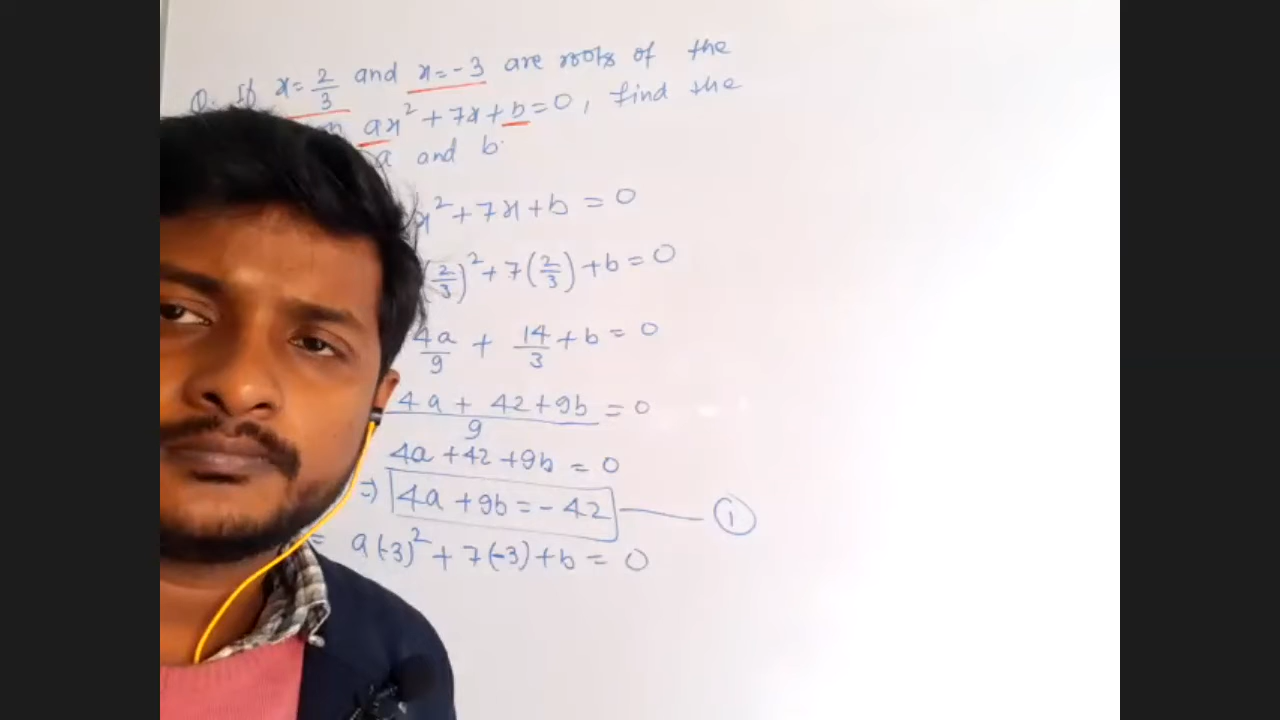 Q. If x = 2/3 and x = -3 are roots of the
ax² + 7x + b = 0, find the
a and b.
x² + 7x + b = 0
(2/3)² + 7(2/3) + b = 0
4a/9 + 14/3 + b = 0
4a + 42 + 9b / 9 = 0
4a + 42 + 9b = 0
⇒ 4a + 9b = - 42 —— ①
= a(-3)² + 7(-3) + b = 0